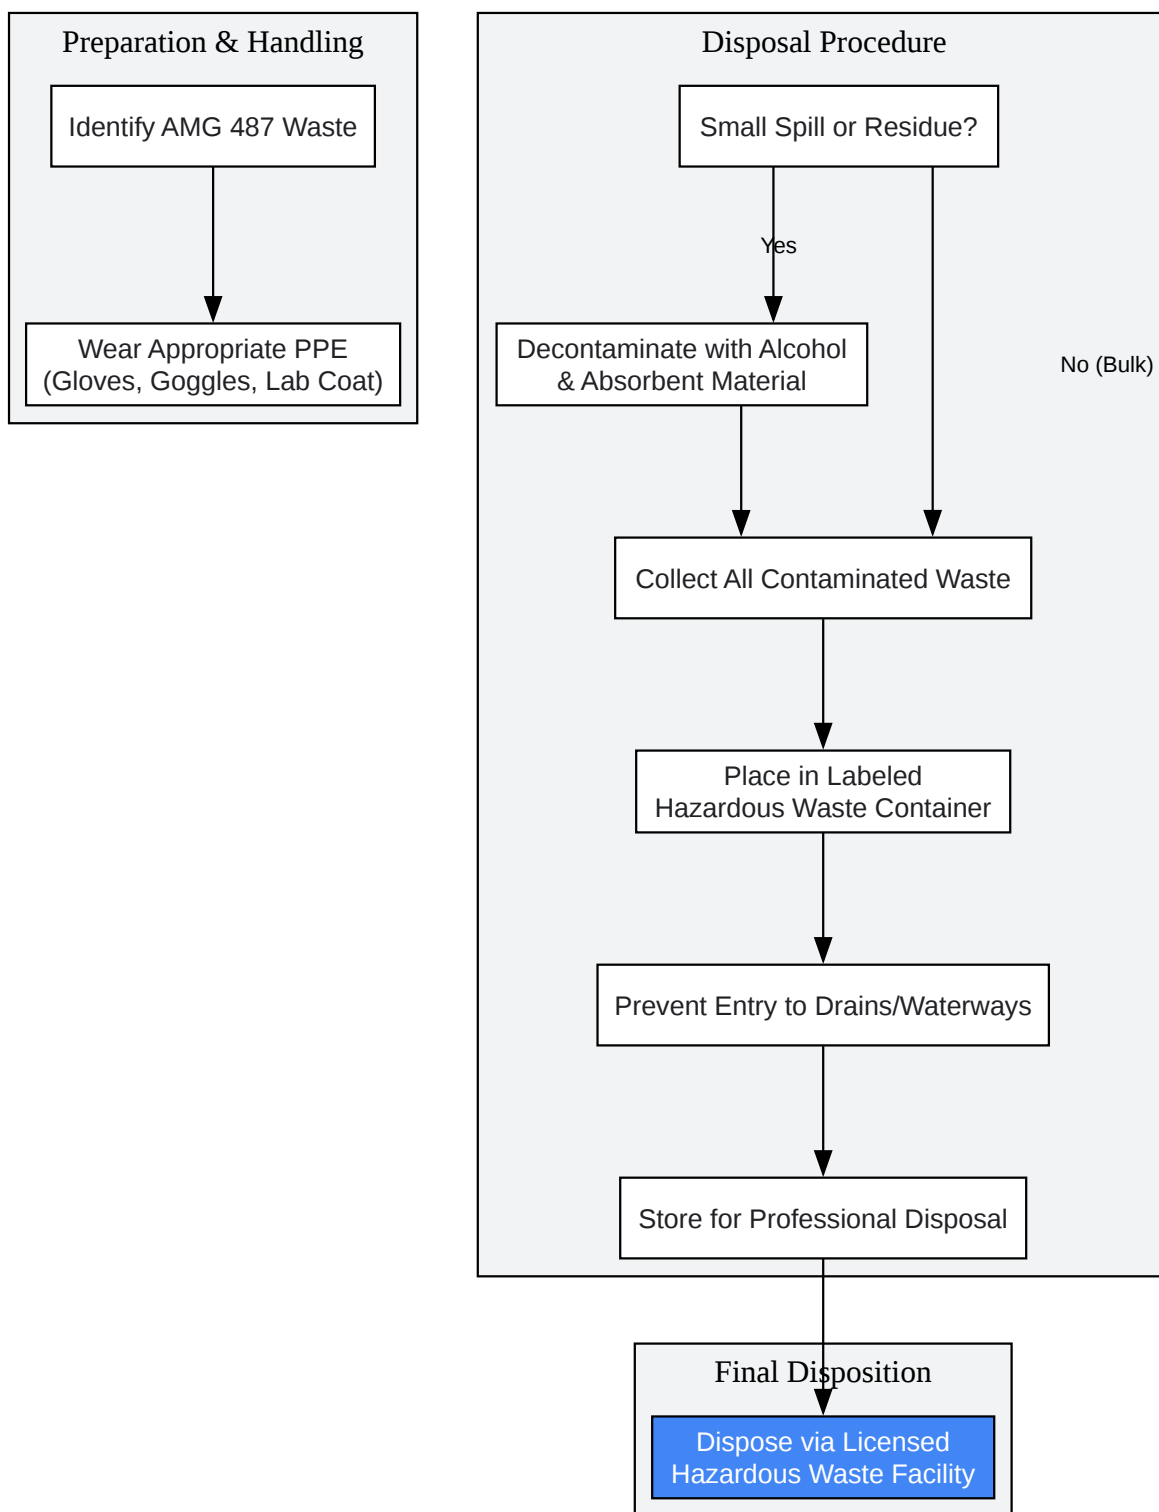 Preparation & Handling
Identify AMG 487 Waste
Wear Appropriate PPE
(Gloves, Goggles, Lab Coat)
Disposal Procedure
Small Spill or Residue?
Yes
Decontaminate with Alcohol
& Absorbent Material
No (Bulk)
Collect All Contaminated Waste
Place in Labeled
Hazardous Waste Container
Prevent Entry to Drains/Waterways
Store for Professional Disposal
Final Disposition
Dispose via Licensed
Hazardous Waste Facility